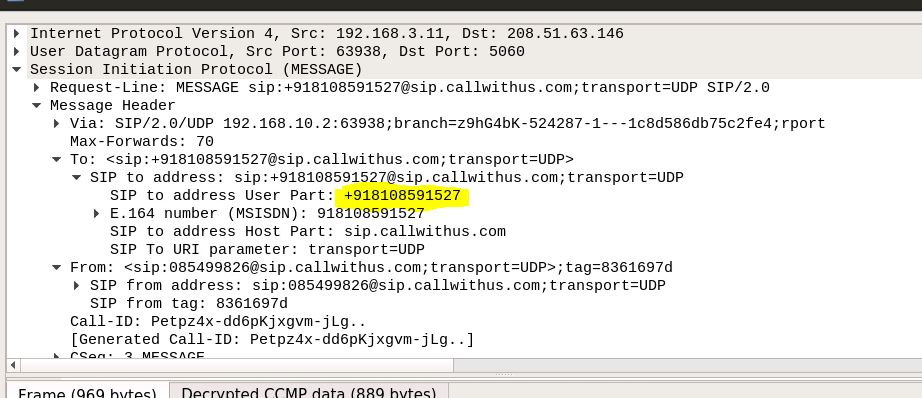 Internet Protocol Version 4, Src: 192.168.3.11, Dst: 208.51.63.146
User Datagram Protocol, Src Port: 63938, Dst Port: 5060
Session Initiation Protocol (MESSAGE)
Request-Line: MESSAGE sip:+918108591527@sip.callwithus.com;transport=UDP SIP/2.0
Message Header
Via: SIP/2.0/UDP 192.168.10.2:63938;branch=z9hG4bK-524287-1---1c8d586db75c2fe4;rport
Max-Forwards: 70
To: <sip:+918108591527@sip.callwithus.com;transport=UDP>
SIP to address: sip:+918108591527@sip.callwithus.com;transport=UDP
SIP to address User Part: +918108591527
E.164 number (MSISDN): 918108591527
SIP to address Host Part: sip.callwithus.com
SIP To URI parameter: transport=UDP
From: <sip:085499826@sip.callwithus.com;transport=UDP>;tag=8361697d
SIP from address: sip:085499826@sip.callwithus.com;transport=UDP
SIP from tag: 8361697d
Call-ID: Petpz4x-dd6pKjxgvm-jLg..
[Generated Call-ID: Petpz4x-dd6pKjxgvm-jLg..]
CSeq: 3 MESSAGE
Frame (969 bytes)
Decrypted CCMP data (889 bytes)